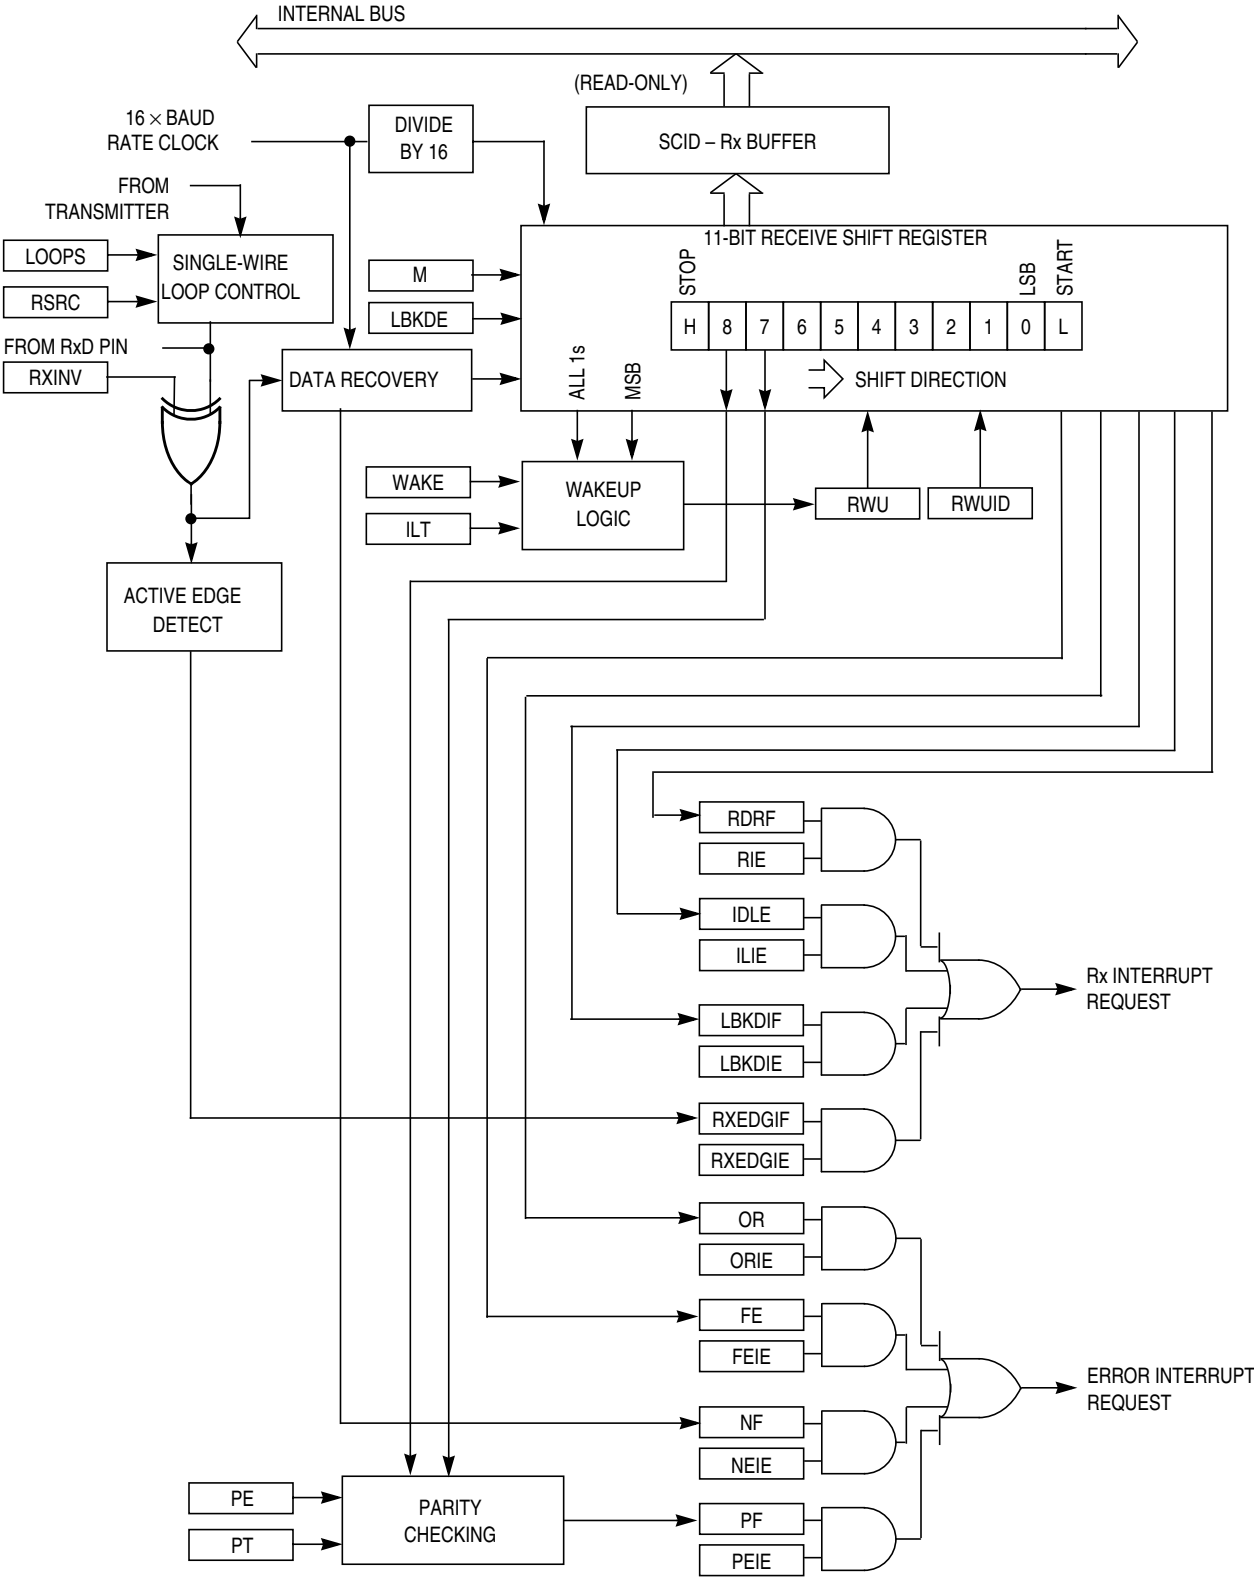 INTERNAL BUS
(READ-ONLY)
16 × BAUD
RATE CLOCK
DIVIDE
BY 16
SCID – Rx BUFFER
FROM
TRANSMITTER
LOOPS
RSRC
SINGLE-WIRE
LOOP CONTROL
11-BIT RECEIVE SHIFT REGISTER
STOP
LSB
START
M
LBKDE
H 8 7 6 5 4 3 2 1 0 L
FROM RxD PIN
RXINV
DATA RECOVERY
ALL 1s
MSB
SHIFT DIRECTION
WAKE
ILT
WAKEUP
LOGIC
RWU
RWUID
ACTIVE EDGE
DETECT
RDRF
RIE
IDLE
ILIE
Rx INTERRUPT
REQUEST
LBKDIF
LBKDIE
RXEDGIF
RXEDGIE
OR
ORIE
FE
FEIE
ERROR INTERRUPT
REQUEST
NF
NEIE
PE
PT
PARITY
CHECKING
PF
PEIE